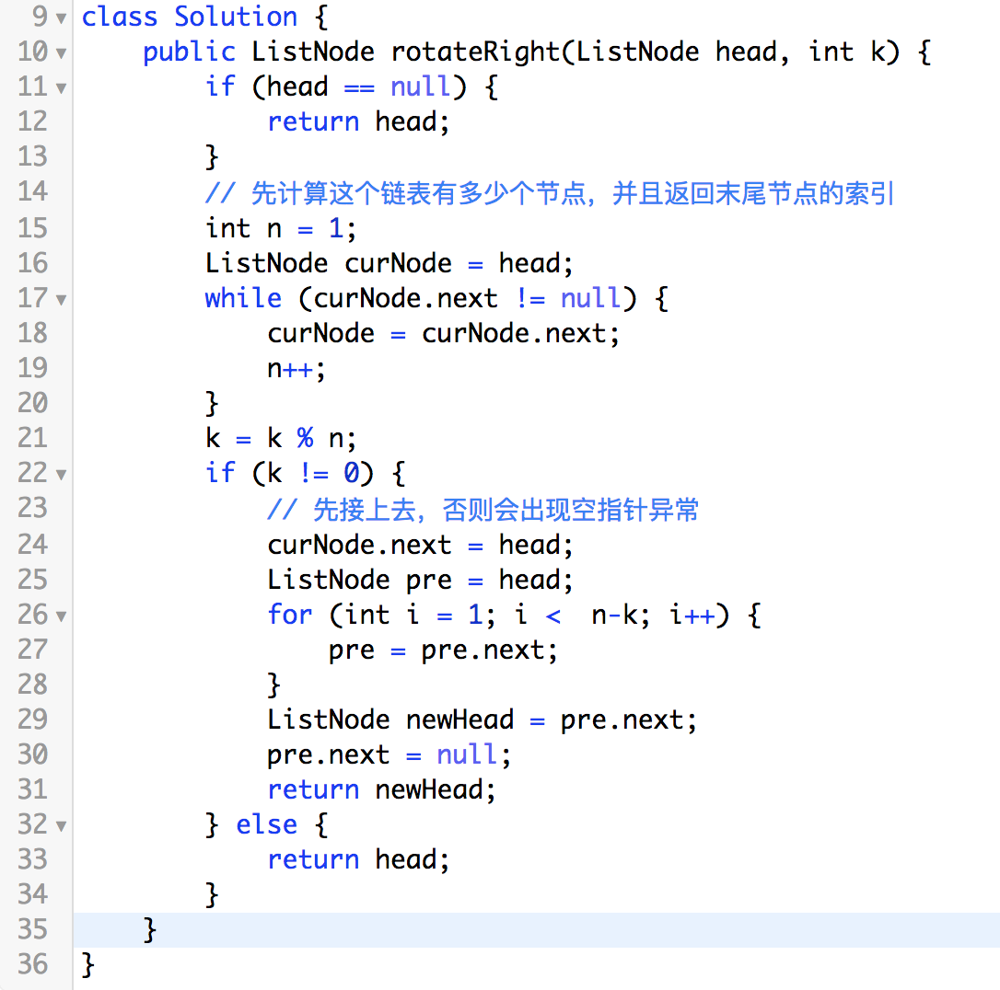 9 class Solution {
10 public ListNode rotateRight(ListNode head, int k) {
11 if (head == null) {
12 return head;
13 }
14 // 先计算这个链表有多少个节点，并且返回末尾节点的索引
15 int n = 1;
16 ListNode curNode = head;
17 while (curNode.next != null) {
18 curNode = curNode.next;
19 n++;
20 }
21 k = k % n;
22 if (k != 0) {
23 // 先接上去，否则会出现空指针异常
24 curNode.next = head;
25 ListNode pre = head;
26 for (int i = 1; i <  n-k; i++) {
27 pre = pre.next;
28 }
29 ListNode newHead = pre.next;
30 pre.next = null;
31 return newHead;
32 } else {
33 return head;
34 }
35 }
36 }